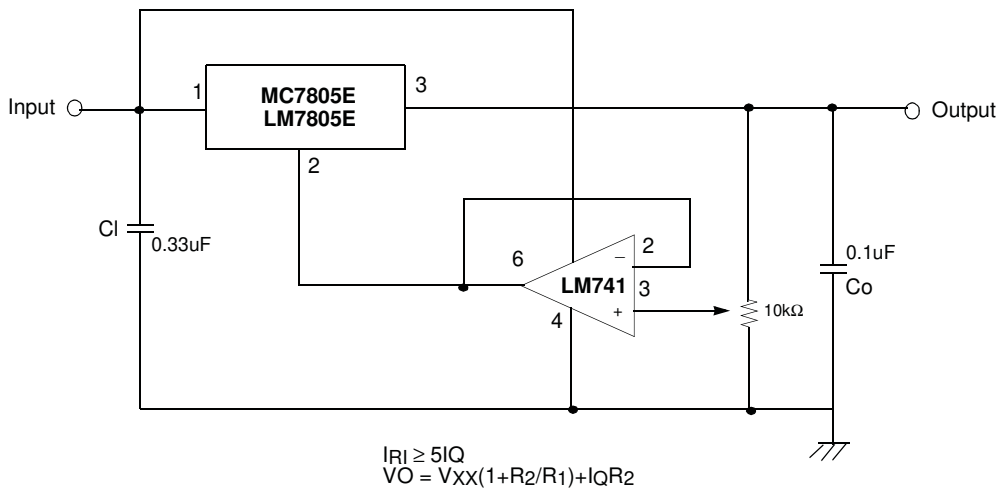 1
MC7805E
LM7805E
3
Input
Output
2
CI
0.33uF
6
−
2
LM741
3
+
4
10kΩ
0.1uF
Co
IRI ≥ 5IQ
VO = VXX(1+R2/R1)+IQR2